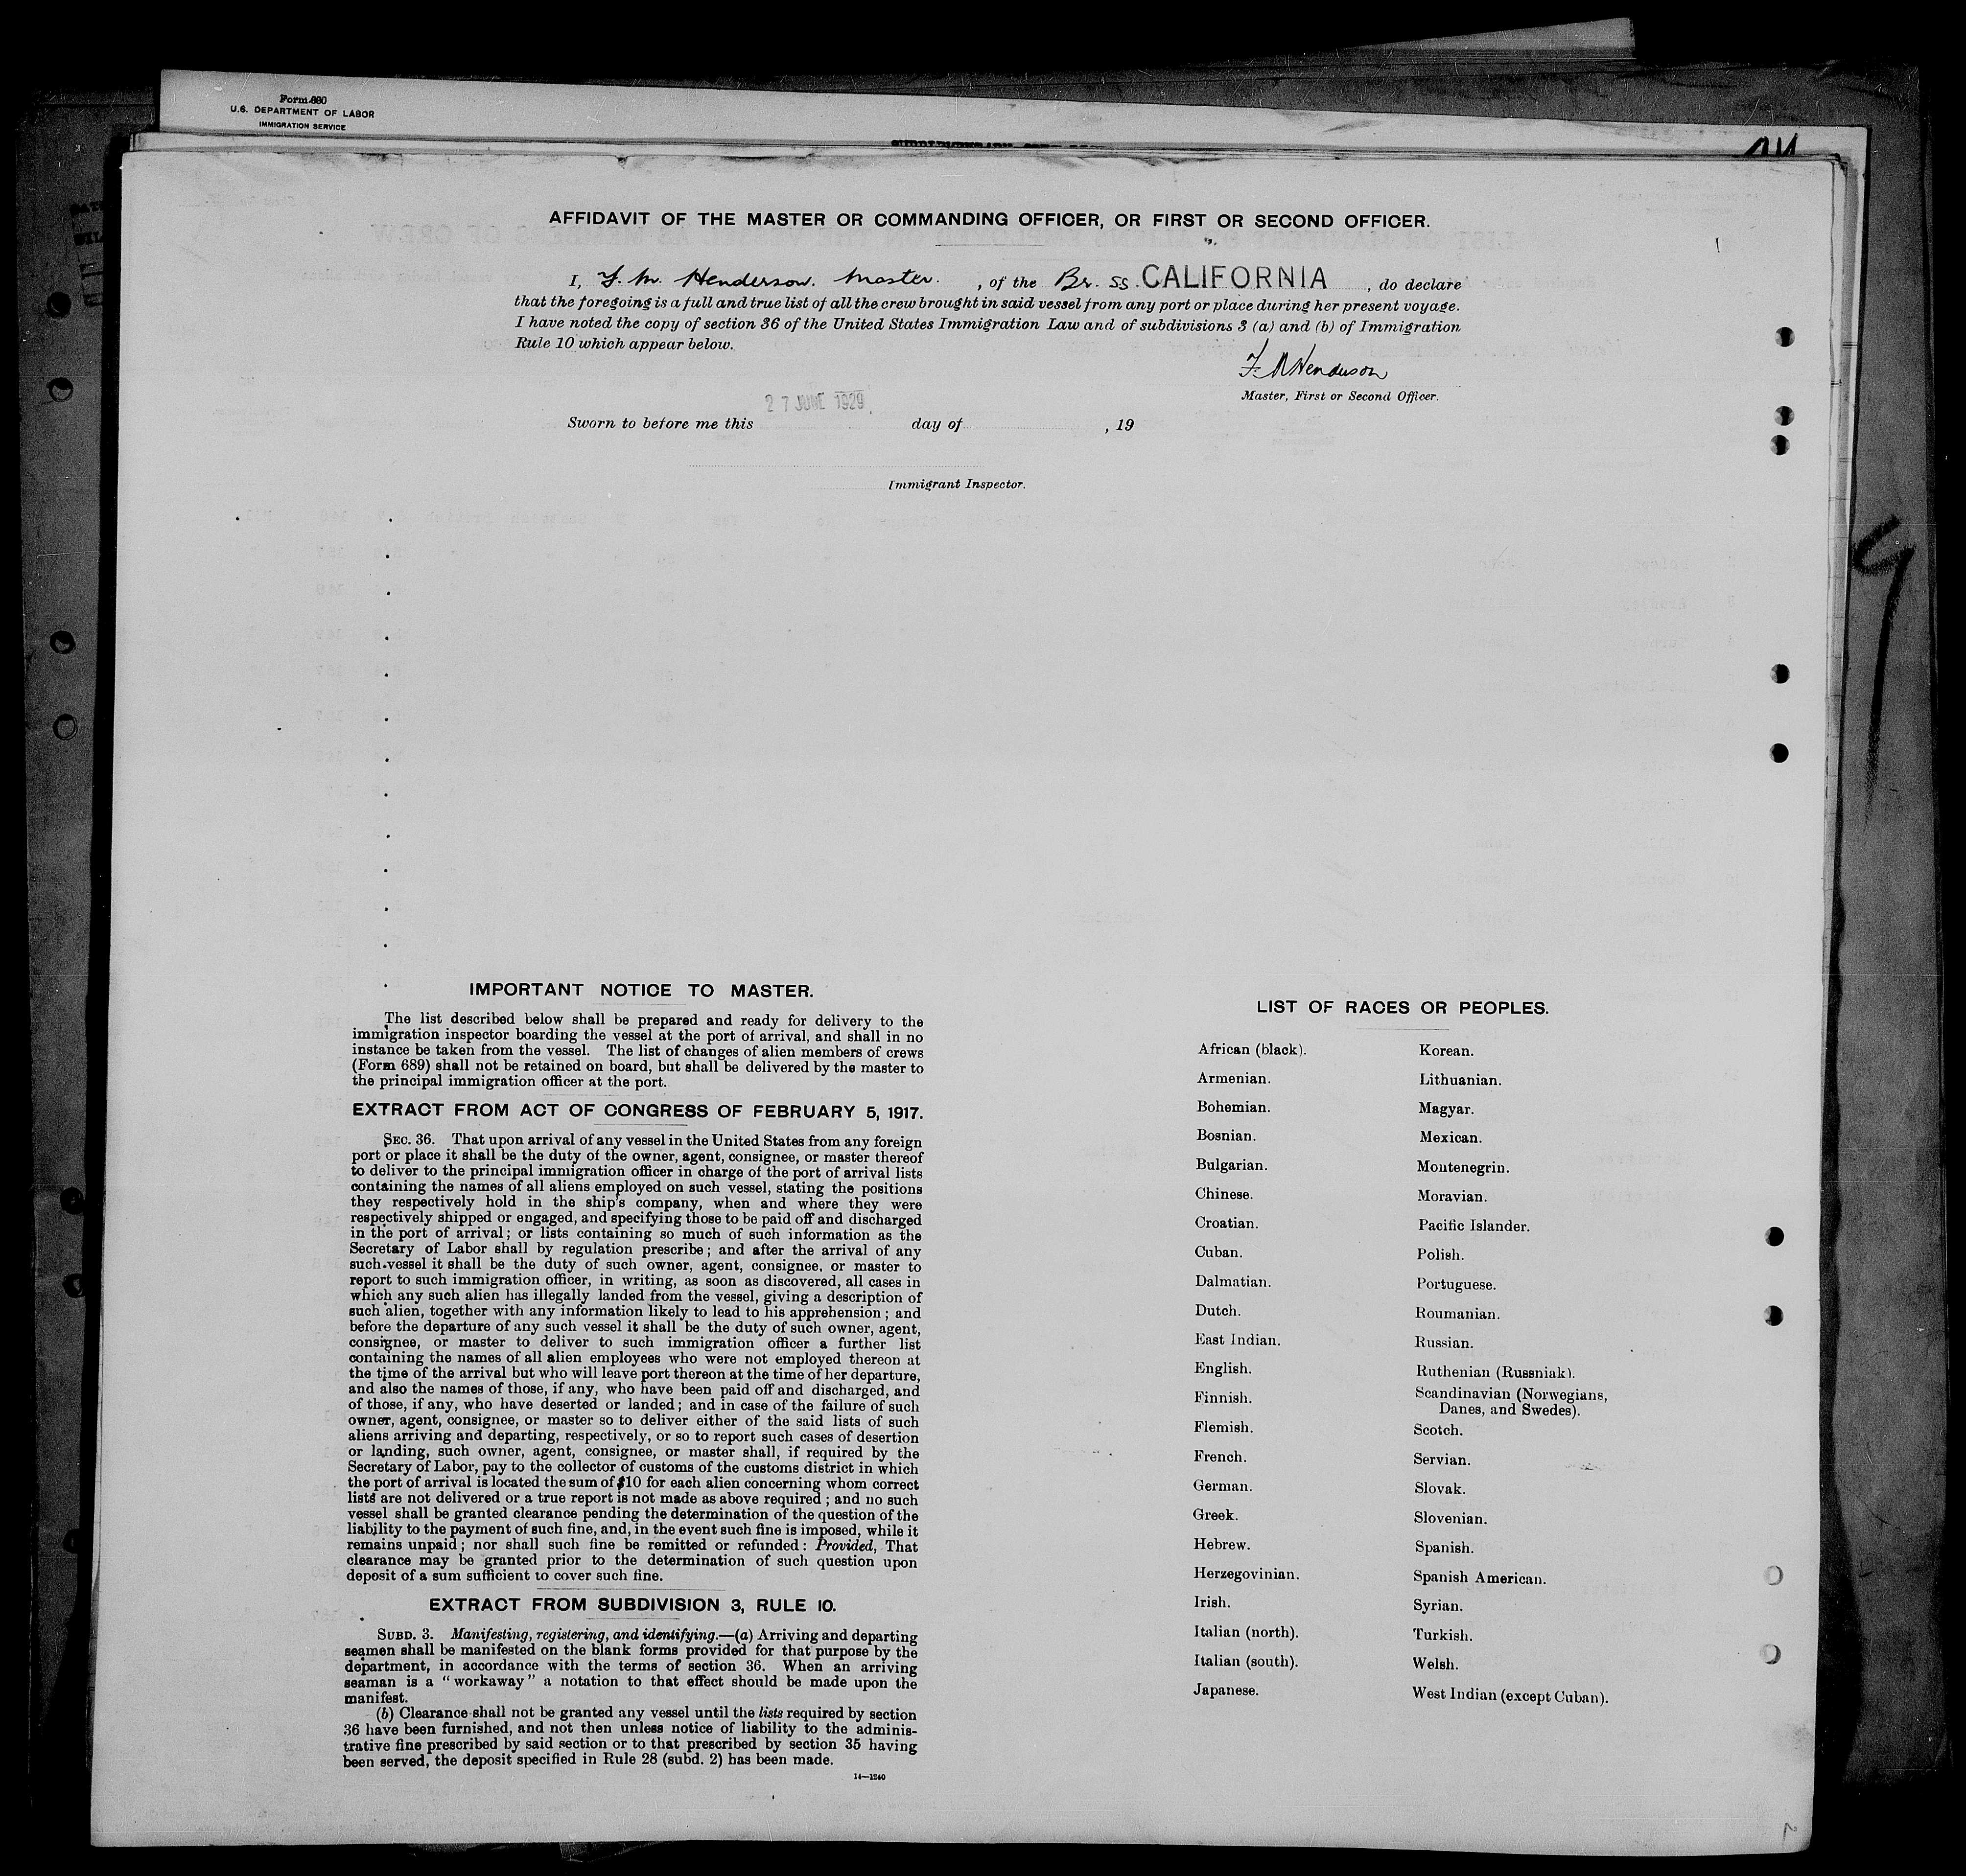 Form 680
U.S. DEPARTMENT OF LABOR
IMMIGRATION SERVICE
AFFIDAVIT OF THE MASTER OR COMMANDING OFFICER, OR FIRST OR SECOND OFFICER.
I, F. M. Henderson. Master. , of the Br. SS. CALIFORNIA , do declare
that the foregoing is a full and true list of all the crew brought in said vessel from any port or place during her present voyage.
I have noted the copy of section 36 of the United States Immigration Law and of subdivisions 3 (a) and (b) of Immigration
Rule 10 which appear below.
Henderson
Master, First or Second Officer.
27 JUNE 1929
Sworn to before me this day of , 19
Immigrant Inspector.
IMPORTANT NOTICE TO MASTER.
The list described below shall be prepared and ready for delivery to the
immigration inspector boarding the vessel at the port of arrival, and shall in no
instance be taken from the vessel. The list of changes of alien members of crews
(Form 689) shall not be retained on board, but shall be delivered by the master to
the principal immigration officer at the port.
EXTRACT FROM ACT OF CONGRESS OF FEBRUARY 5, 1917.
SEC. 36. That upon arrival of any vessel in the United States from any foreign
port or place it shall be the duty of the owner, agent, consignee, or master thereof
to deliver to the principal immigration officer in charge of the port of arrival lists
containing the names of all aliens employed on such vessel, stating the positions
they respectively hold in the ship's company, when and where they were
respectively shipped or engaged, and specifying those to be paid off and discharged
in the port of arrival; or lists containing so much of such information as the
Secretary of Labor shall by regulation prescribe; and after the arrival of any
such vessel it shall be the duty of such owner, agent, consignee, or master to
report to such immigration officer, in writing, as soon as discovered, all cases in
which any such alien has illegally landed from the vessel, giving a description of
such alien, together with any information likely to lead to his apprehension; and
before the departure of any such vessel it shall be the duty of such owner, agent,
consignee, or master to deliver to such immigration officer a further list
containing the names of all alien employees who were not employed thereon at
the time of the arrival but who will leave port thereon at the time of her departure,
and also the names of those, if any, who have been paid off and discharged, and
of those, if any, who have deserted or landed; and in case of the failure of such
owner, agent, consignee, or master so to deliver either of the said lists of such
aliens arriving and departing, respectively, or so to report such cases of desertion
or landing, such owner, agent, consignee, or master shall, if required by the
Secretary of Labor, pay to the collector of customs of the customs district in which
the port of arrival is located the sum of $10 for each alien concerning whom correct
lists are not delivered or a true report is not made as above required; and no such
vessel shall be granted clearance pending the determination of the question of the
liability to the payment of such fine, and, in the event such fine is imposed, while it
remains unpaid; nor shall such fine be remitted or refunded: Provided, That
clearance may be granted prior to the determination of such question upon
deposit of a sum sufficient to cover such fine.
EXTRACT FROM SUBDIVISION 3, RULE 10.
SUBD. 3. Manifesting, registering, and identifying.—(a) Arriving and departing
seamen shall be manifested on the blank forms provided for that purpose by the
department, in accordance with the terms of section 36. When an arriving
seaman is a "workaway" a notation to that effect should be made upon the
manifest.
(b) Clearance shall not be granted any vessel until the lists required by section
36 have been furnished, and not then unless notice of liability to the adminis-
trative fine prescribed by said section or to that prescribed by section 35 having
been served, the deposit specified in Rule 28 (subd. 2) has been made.
14—1240
LIST OF RACES OR PEOPLES.
African (black).
Armenian.
Bohemian.
Bosnian.
Bulgarian.
Chinese.
Croatian.
Cuban.
Dalmatian.
Dutch.
East Indian.
English.
Finnish.
Flemish.
French.
German.
Greek.
Hebrew.
Herzegovinian.
Irish.
Italian (north).
Italian (south).
Japanese.
Korean.
Lithuanian.
Magyar.
Mexican.
Montenegrin.
Moravian.
Pacific Islander.
Polish.
Portuguese.
Roumanian.
Russian.
Ruthenian (Russniak).
Scandinavian (Norwegians,
Danes, and Swedes).
Scotch.
Servian.
Slovak.
Slovenian.
Spanish.
Spanish American.
Syrian.
Turkish.
Welsh.
West Indian (except Cuban).